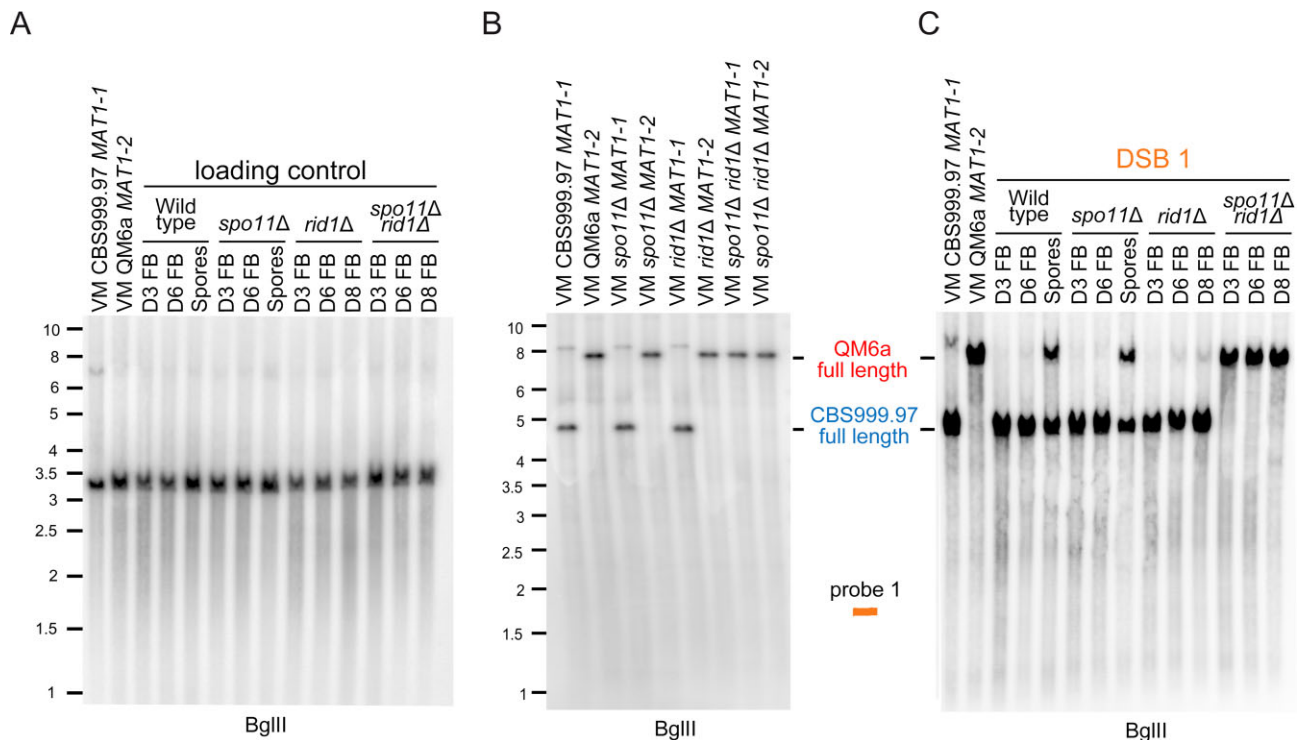 A
VM CBS999.97 MAT1-1
VM QM6a MAT1-2
loading control
Wild type
spo11Δ
rid1Δ
spo11Δ rid1Δ
D3 FB
D6 FB
Spores
D3 FB
D6 FB
Spores
D3 FB
D6 FB
D8 FB
D3 FB
D6 FB
D8 FB
10
8
6
5
4
3.5
3
2.5
2
1.5
1
BglII
B
VM CBS999.97 MAT1-1
VM QM6a MAT1-2
VM spo11Δ MAT1-1
VM spo11Δ MAT1-2
VM rid1Δ MAT1-1
VM rid1Δ MAT1-2
VM spo11Δ rid1Δ MAT1-1
VM spo11Δ rid1Δ MAT1-2
10
8
6
5
4
3.5
3
2.5
2
1.5
1
BglII
QM6a
full length
CBS999.97
full length
probe 1
C
VM CBS999.97 MAT1-1
VM QM6a MAT1-2
DSB 1
Wild type
spo11Δ
rid1Δ
spo11Δ rid1Δ
D3 FB
D6 FB
Spores
D3 FB
D6 FB
Spores
D3 FB
D6 FB
D8 FB
D3 FB
D6 FB
D8 FB
BglII